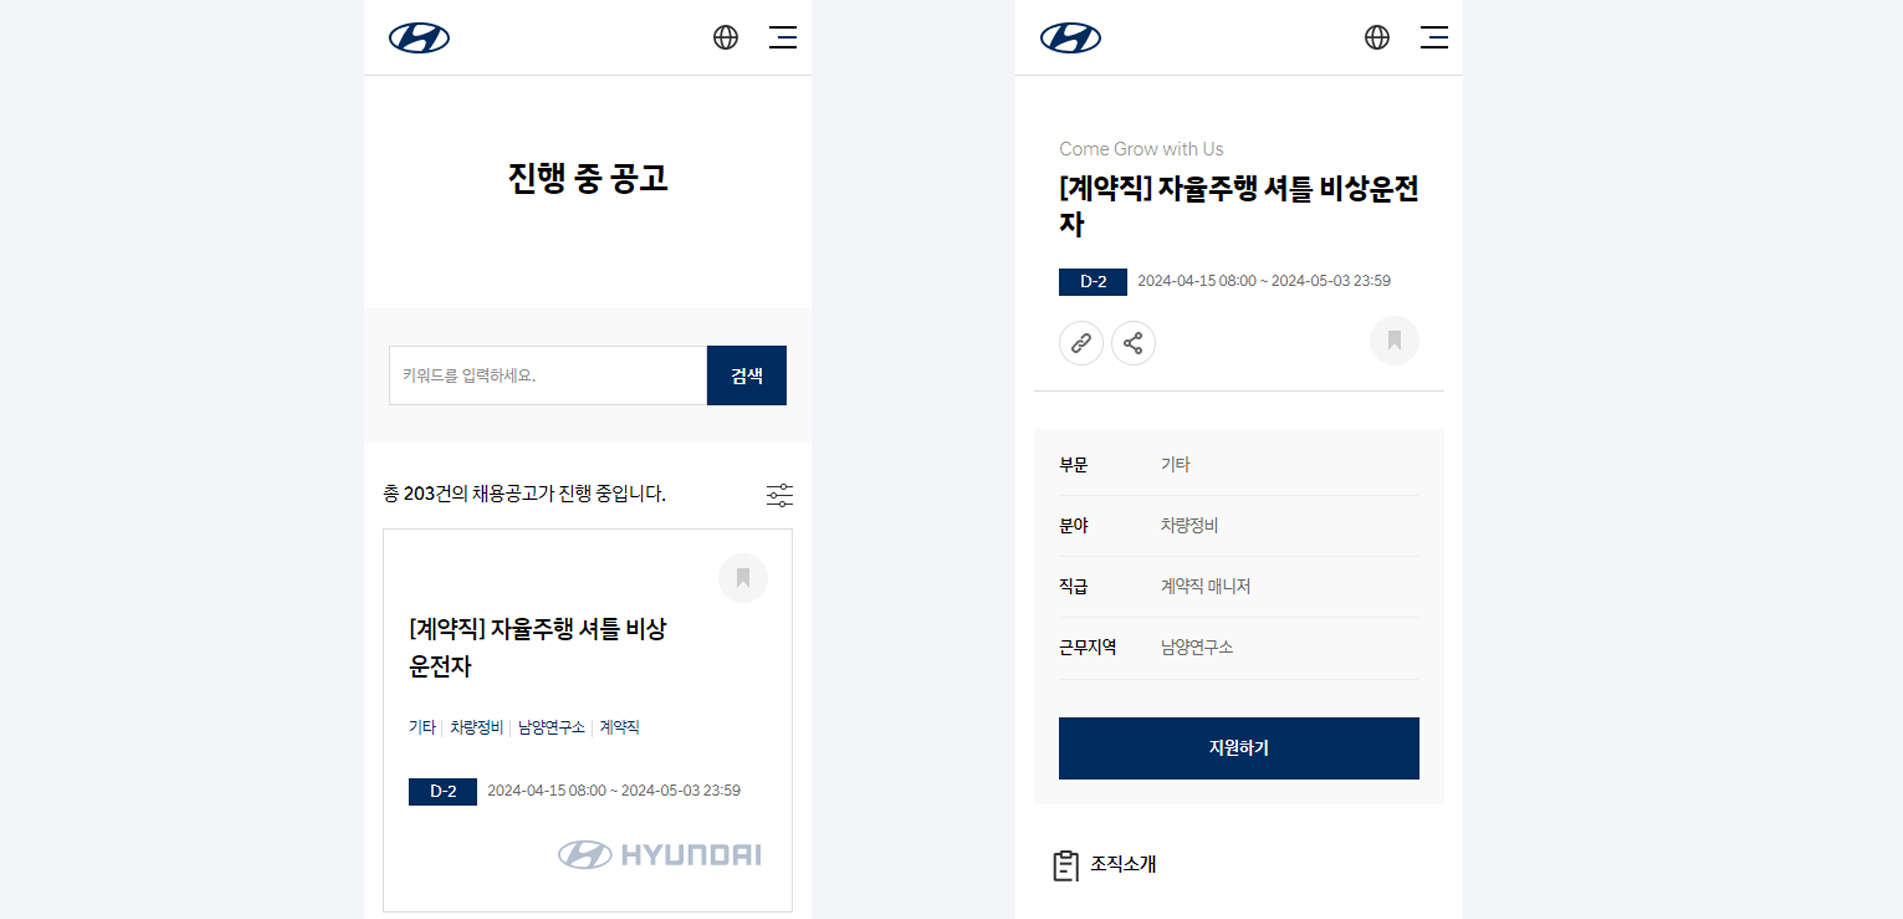 진행 중 공고
키워드를 입력하세요.
검색
총 203건의 채용공고가 진행 중입니다.
[계약직] 자율주행 셔틀 비상
운전자
기타 | 차량정비 | 남양연구소 | 계약직
D-2 2024-04-15 08:00 ~ 2024-05-03 23:59
HYUNDAI
Come Grow with Us
[계약직] 자율주행 셔틀 비상운전
자
D-2 2024-04-15 08:00 ~ 2024-05-03 23:59
부문 기타
분야 차량정비
직급 계약직 매니저
근무지역 남양연구소
지원하기
조직소개